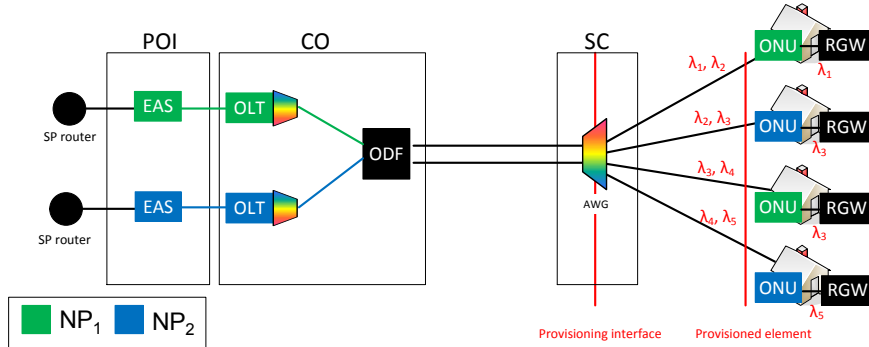 POI
CO
SC
SP router
EAS
OLT
SP router
EAS
OLT
ODF
AWG
λ₁, λ₂
λ₂, λ₃
λ₃, λ₄
λ₄, λ₅
ONU
RGW
λ₁
ONU
RGW
λ₃
ONU
RGW
λ₃
ONU
RGW
λ₅
NP₁
NP₂
Provisioning interface
Provisioned element